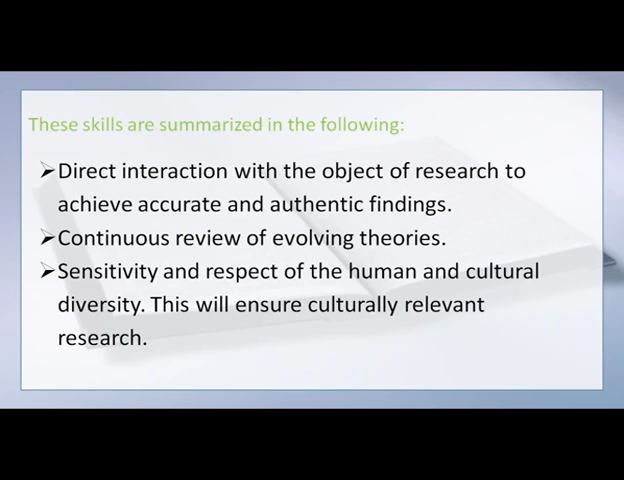 These skills are summarized in the following:
➢Direct interaction with the object of research to
achieve accurate and authentic findings.
➢Continuous review of evolving theories.
➢Sensitivity and respect of the human and cultural
diversity. This will ensure culturally relevant
research.